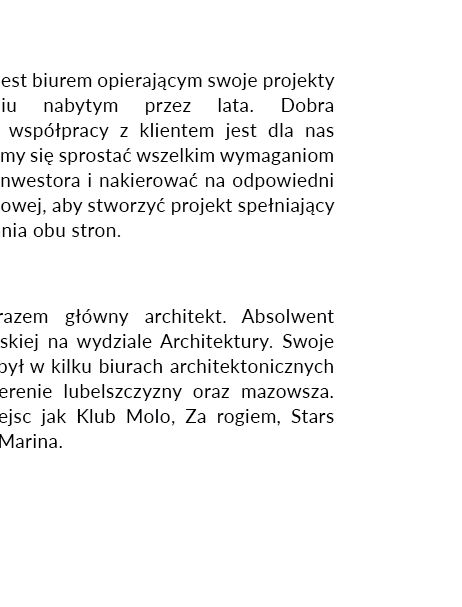 est biurem opierającym swoje projekty
iu nabytym przez lata. Dobra
współpracy z klientem jest dla nas
my się sprostać wszelkim wymaganiom
nwestora i nakierować na odpowiedni
owej, aby stworzyć projekt spełniający
nia obu stron.
razem główny architekt. Absolwent
skiej na wydziale Architektury. Swoje
był w kilku biurach architektonicznych
erenie lubelszczyzny oraz mazowsza.
ejsc jak Klub Molo, Za rogiem, Stars
Marina.